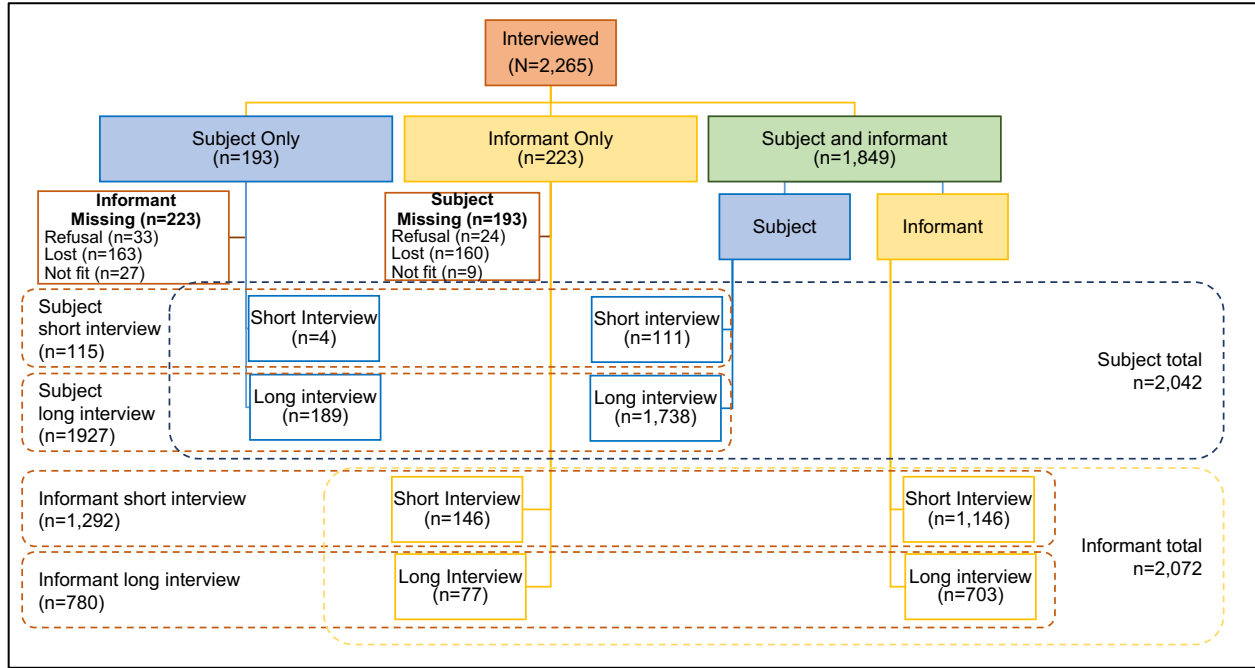 Interviewed
(N=2,265)
Subject Only
(n=193)
Informant Only
(n=223)
Subject and informant
(n=1,849)
Informant
Missing (n=223)
Refusal (n=33)
Lost (n=163)
Not fit (n=27)
Subject
Missing (n=193)
Refusal (n=24)
Lost (n=160)
Not fit (n=9)
Subject
Informant
Subject
short interview
(n=115)
Short Interview
(n=4)
Short interview
(n=111)
Subject
long interview
(n=1927)
Long interview
(n=189)
Long interview
(n=1,738)
Subject total
n=2,042
Informant short interview
(n=1,292)
Short Interview
(n=146)
Short Interview
(n=1,146)
Informant long interview
(n=780)
Long Interview
(n=77)
Long interview
(n=703)
Informant total
n=2,072